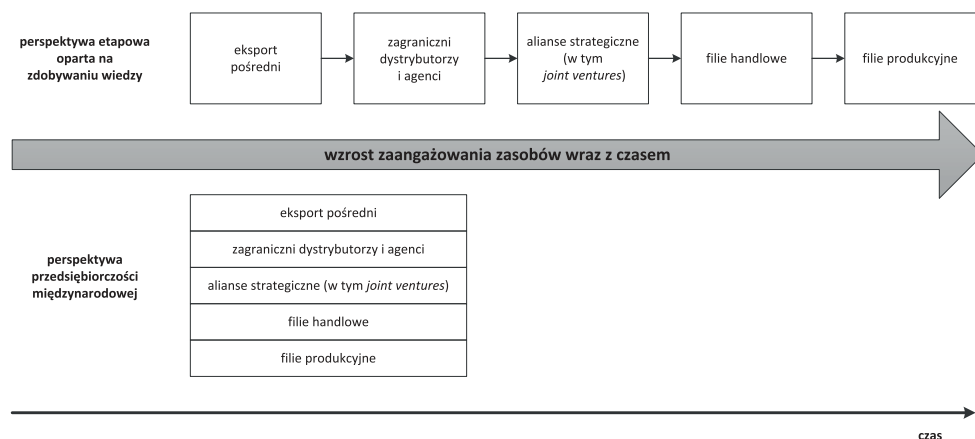 perspektywa etapowa
oparta na
zdobywaniu wiedzy
eksport
pośredni
zagraniczni
dystrybutorzy
i agenci
alianse strategiczne
(w tym
joint ventures)
filie handlowe
filie produkcyjne
wzrost zaangażowania zasobów wraz z czasem
perspektywa
przedsiębiorczości
międzynarodowej
eksport pośredni
zagraniczni dystrybutorzy i agenci
alianse strategiczne (w tym joint ventures)
filie handlowe
filie produkcyjne
czas